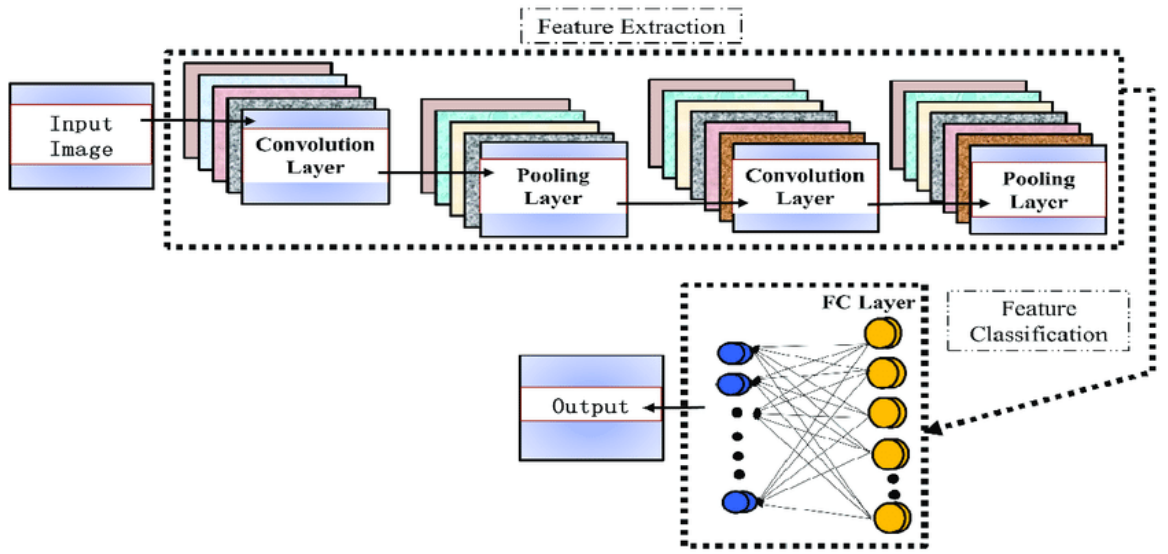 Feature Extraction
Input
Image
Convolution
Layer
Pooling
Layer
Convolution
Layer
Pooling
Layer
FC Layer
Feature
Classification
Output